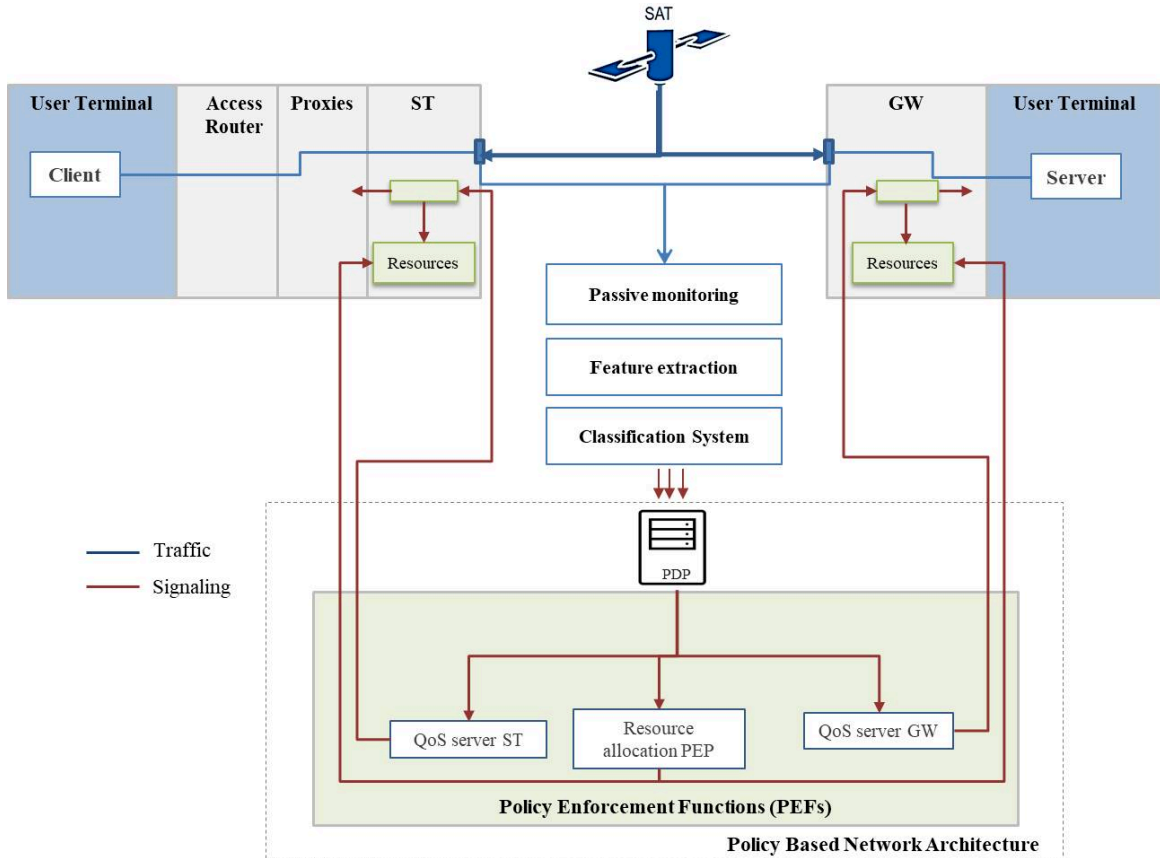 SAT
User Terminal
Access
Router
Proxies
ST
GW
User Terminal
Client
Server
Resources
Resources
Passive monitoring
Feature extraction
Classification System
PDP
Traffic
Signaling
QoS server ST
Resource
allocation PEP
QoS server GW
Policy Enforcement Functions (PEFs)
Policy Based Network Architecture